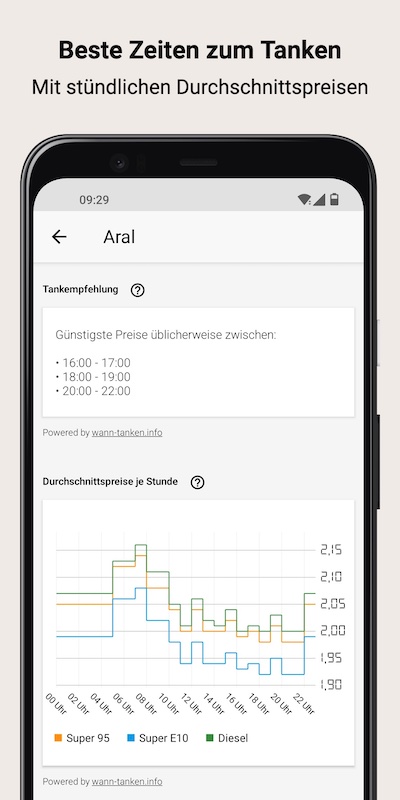 Beste Zeiten zum Tanken
Mit stündlichen Durchschnittspreisen
09:29
Aral
Tankempfehlung ?
Günstigste Preise üblicherweise zwischen:
• 16:00 - 17:00
• 18:00 - 19:00
• 20:00 - 22:00
Powered by wann-tanken.info
Durchschnittspreise je Stunde ?
2,15
2,10
2,05
2,00
1,95
1,90
00 Uhr 02 Uhr 04 Uhr 06 Uhr 08 Uhr 10 Uhr 12 Uhr 14 Uhr 16 Uhr 18 Uhr 20 Uhr 22 Uhr
Super 95 Super E10 Diesel
Powered by wann-tanken.info